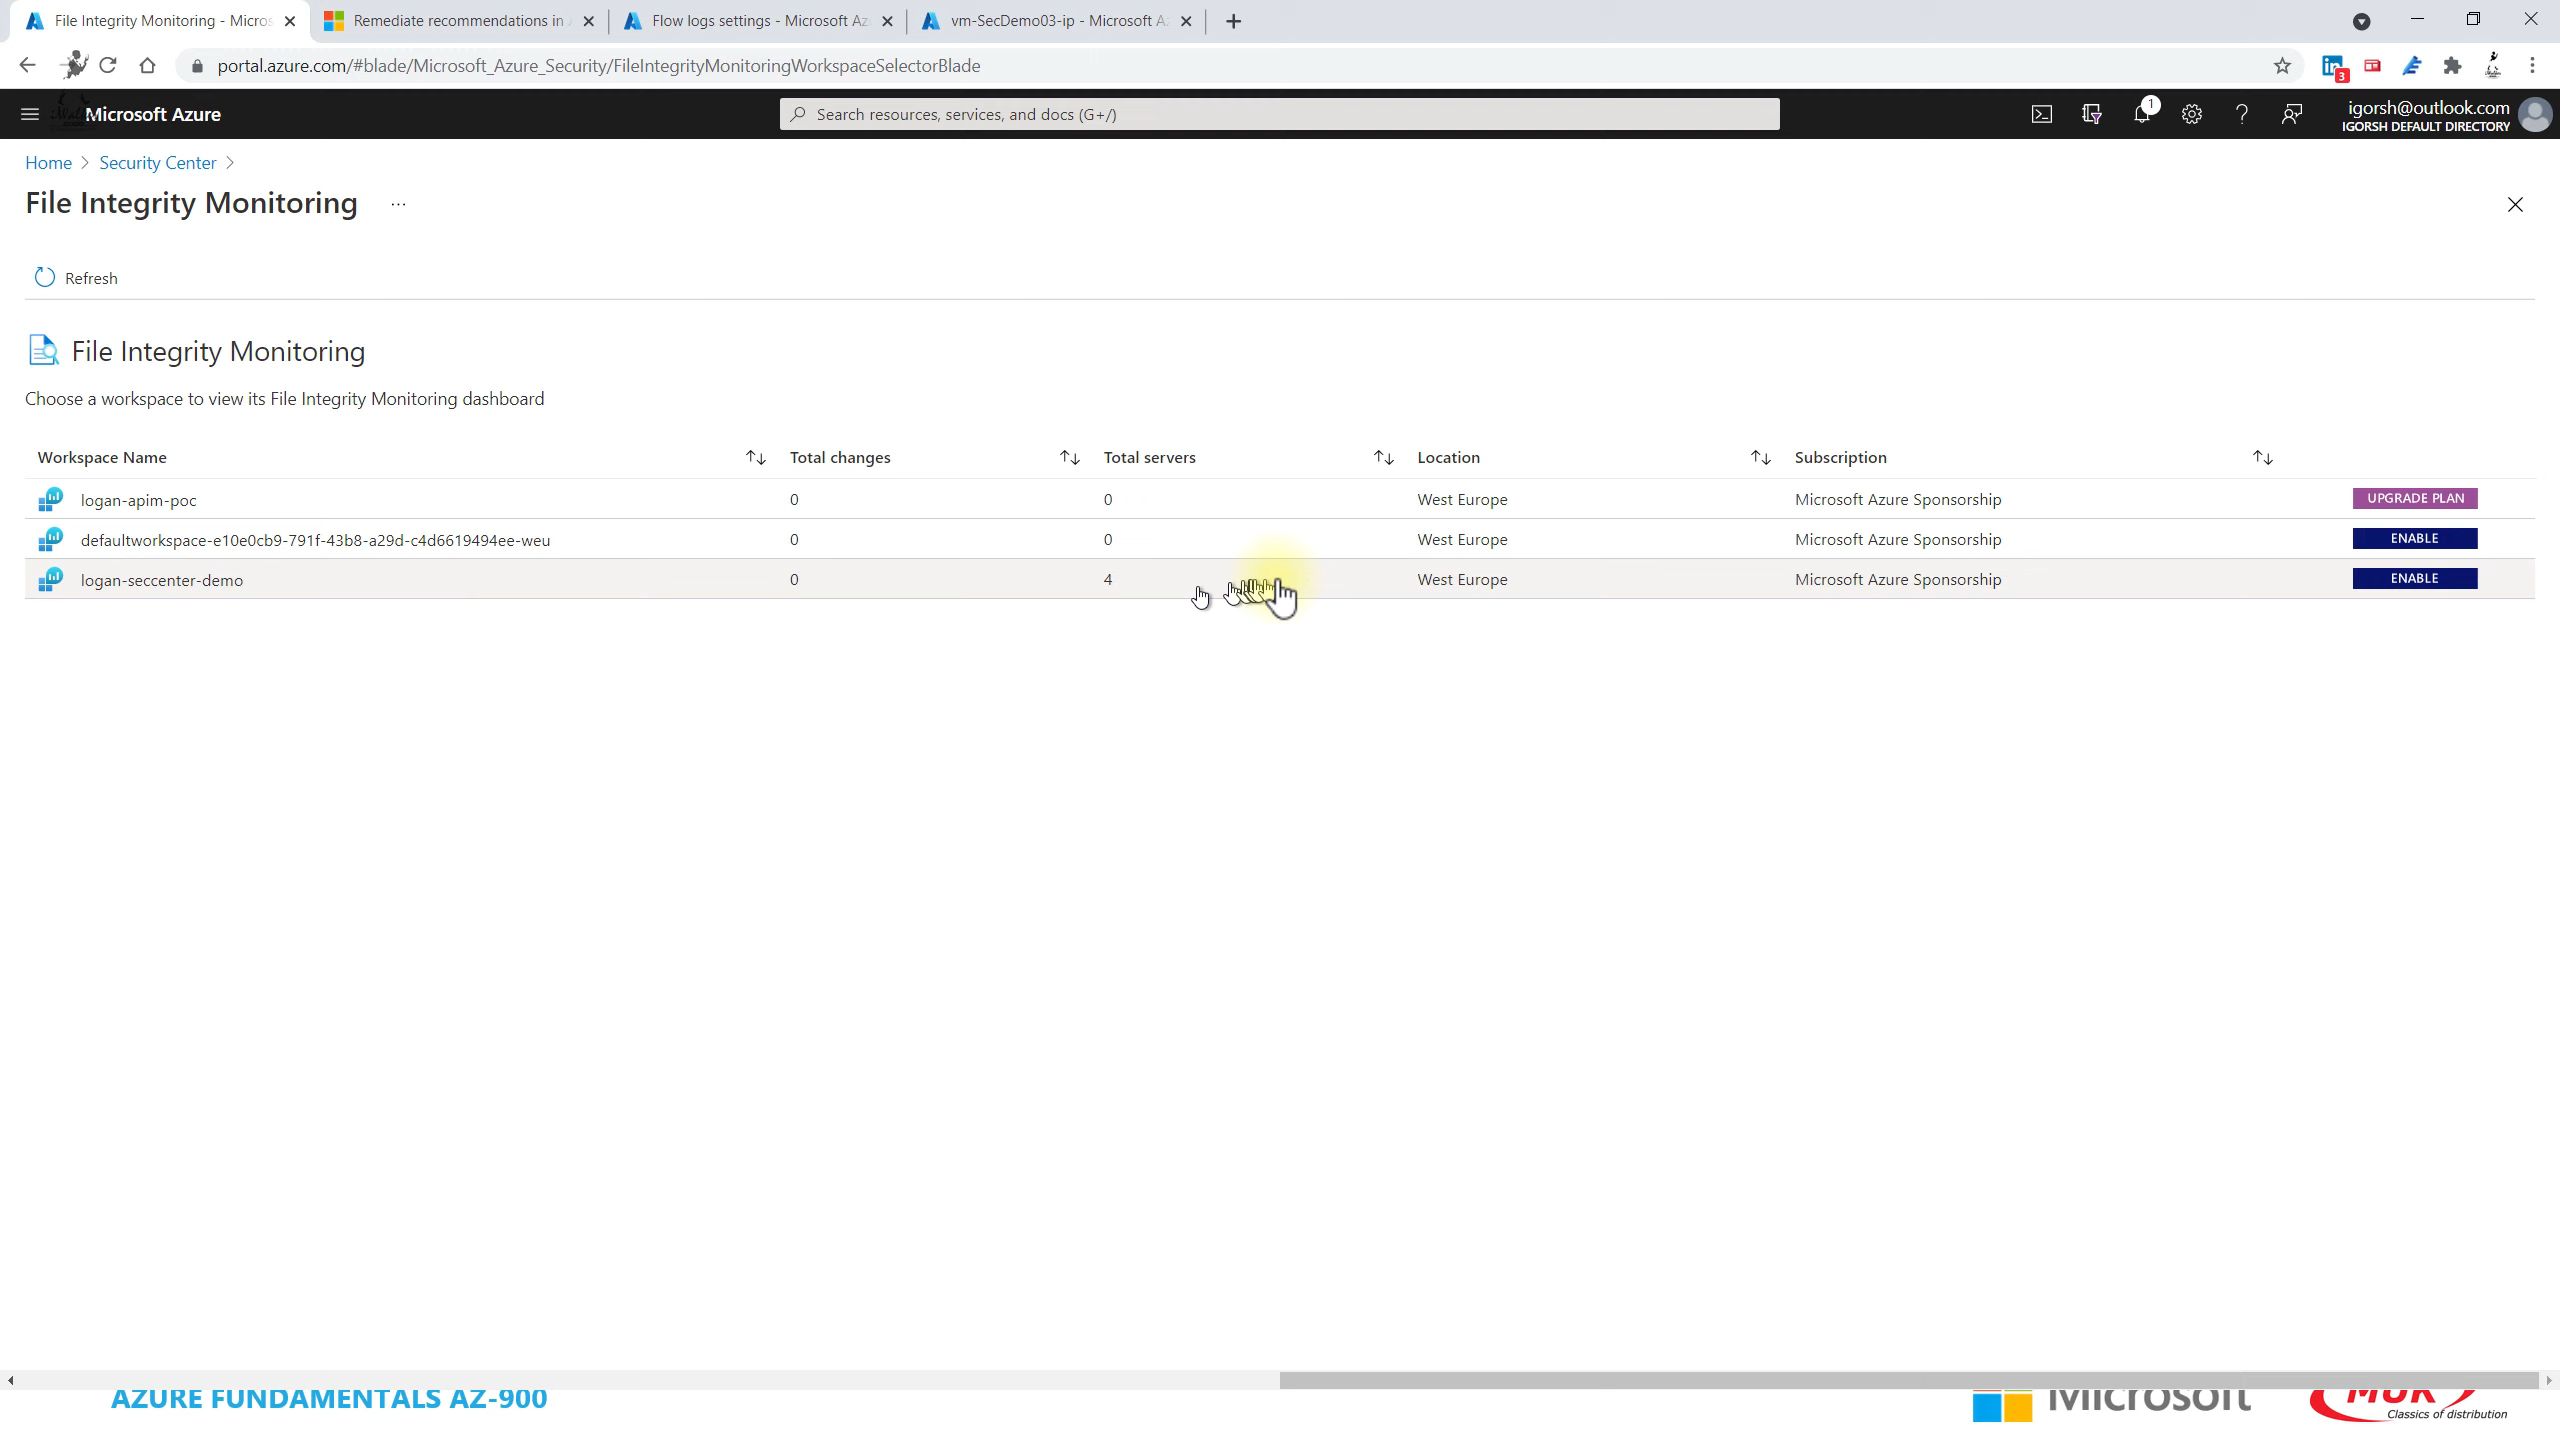 File Integrity Monitoring - Micros
Remediate recommendations in
Flow logs settings - Microsoft Az
vm-SecDemo03-ip - Microsoft A
portal.azure.com/#blade/Microsoft_Azure_Security/FileIntegrityMonitoringWorkspaceSelectorBlade
3
Microsoft Azure
Search resources, services, and docs (G+/)
1
igorsh@outlook.com
IGORSH DEFAULT DIRECTORY
Home > Security Center >
File Integrity Monitoring ...
Refresh
File Integrity Monitoring
Choose a workspace to view its File Integrity Monitoring dashboard
Workspace Name Total changes Total servers Location Subscription
logan-apim-poc 0 0 West Europe Microsoft Azure Sponsorship UPGRADE PLAN
defaultworkspace-e10e0cb9-791f-43b8-a29d-c4d6619494ee-weu 0 0 West Europe Microsoft Azure Sponsorship ENABLE
logan-seccenter-demo 0 4 West Europe Microsoft Azure Sponsorship ENABLE
AZURE FUNDAMENTALS AZ-900
Microsoft
MUK
Classics of distribution